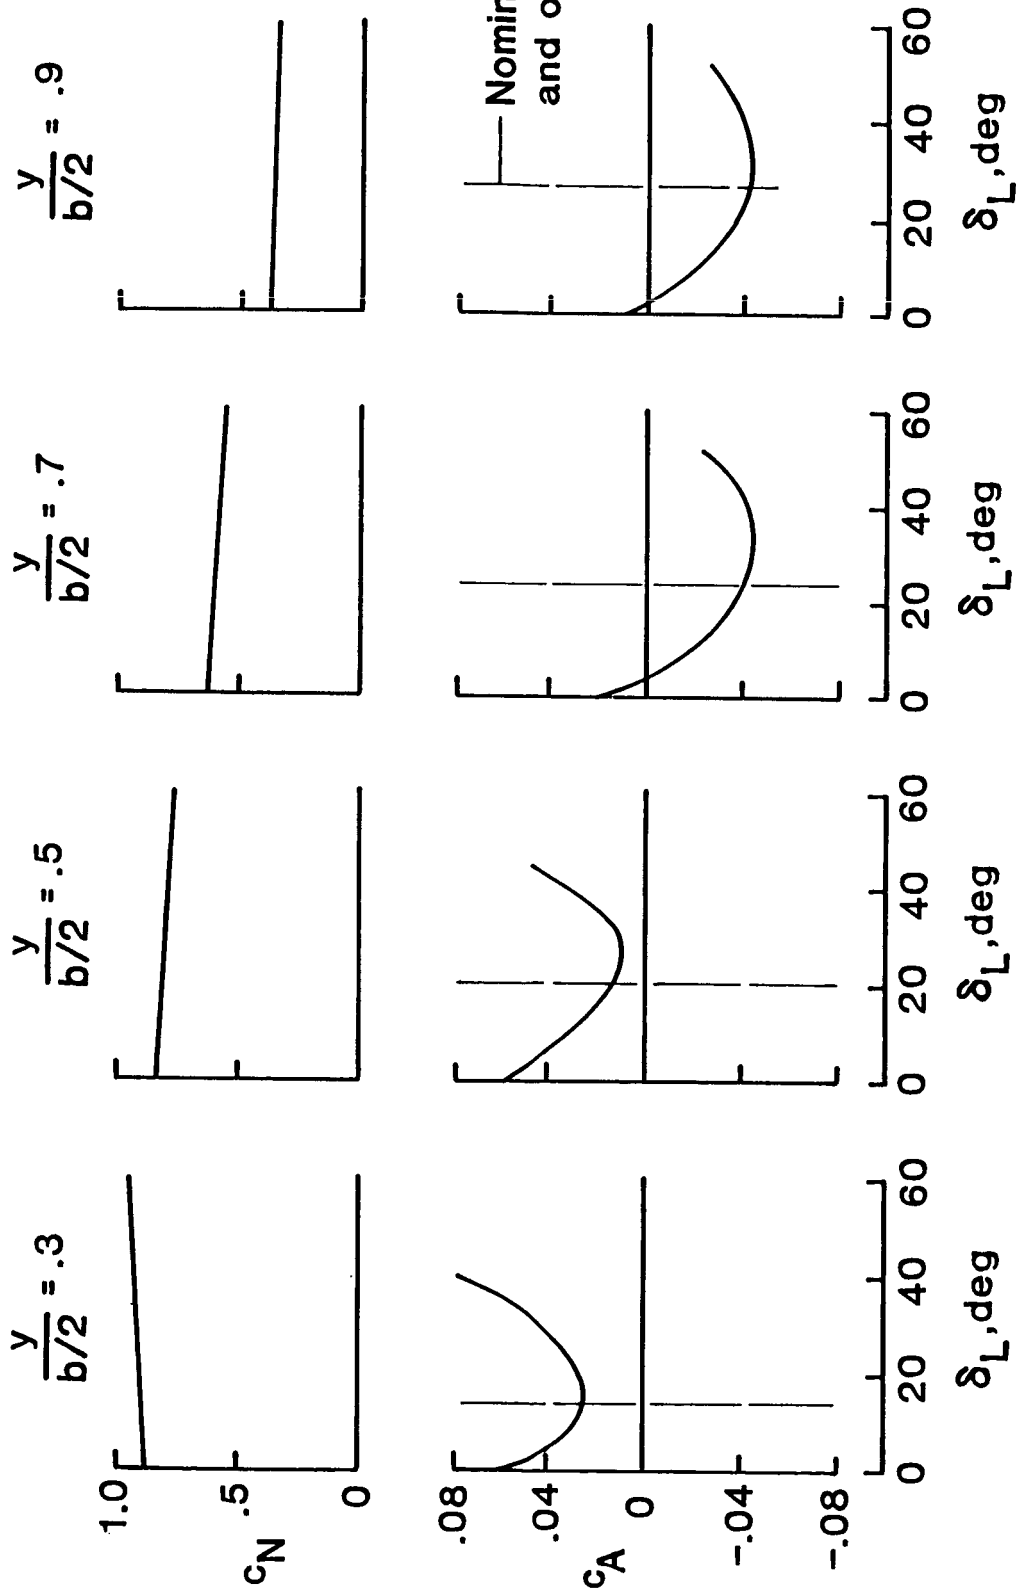 y/b/2 = .3
y/b/2 = .5
y/b/2 = .7
y/b/2 = .9
1.0
.5
0
c_N
.08
.04
0
-.04
-.08
c_A
and
0 20 40 60
0 20 40 60
0 20 40 60
0 20 40 60
δ_L, deg
δ_L, deg
δ_L, deg
δ_L, deg